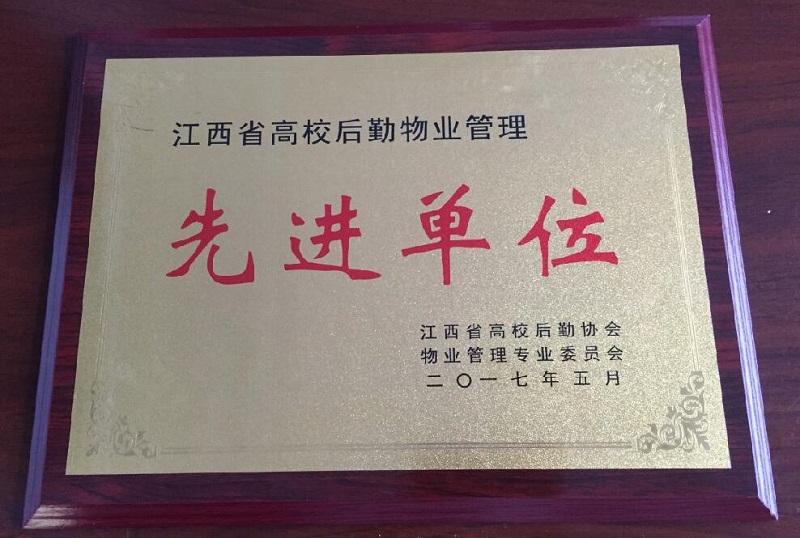 江西省高校后勤物业管理
先进单位
江西省高校后勤协会
物业管理专业委员会
二〇一七年五月